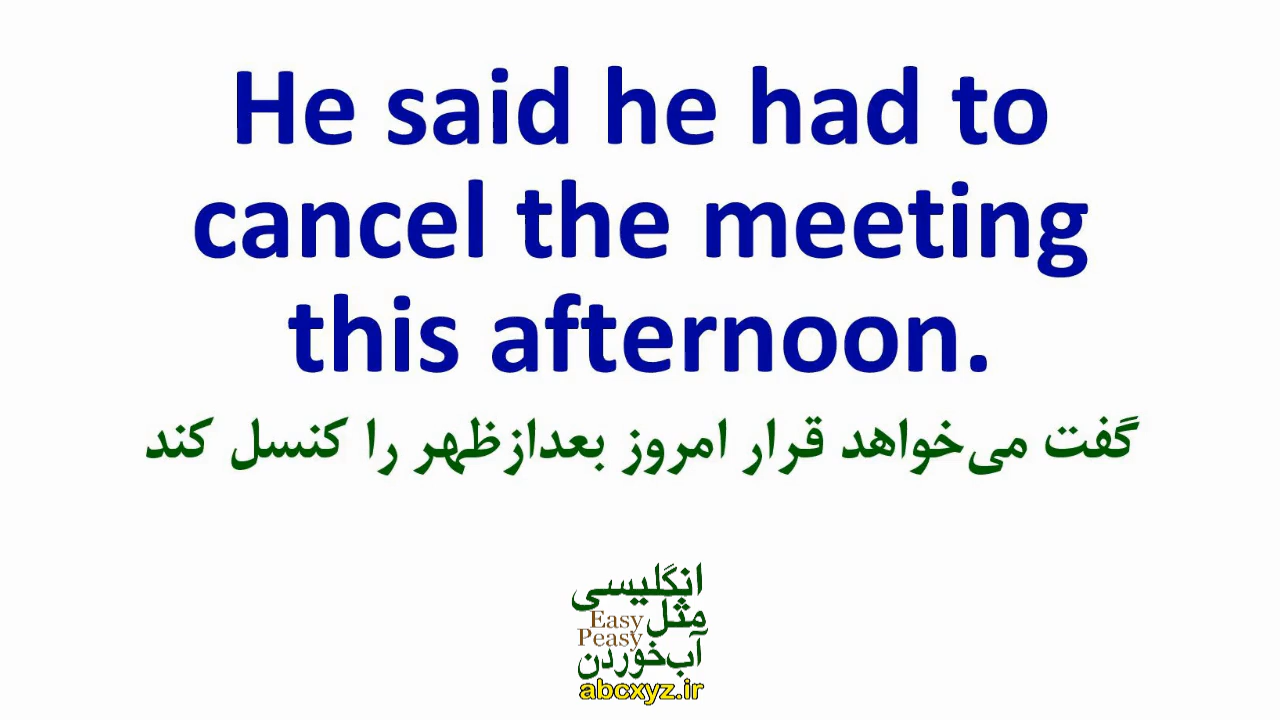 He said he had to
cancel the meeting
this afternoon.
گفت می‌خواهد قرار امروز بعدازظهر را کنسل کند
انگلیسی
مثل
Easy
Peasy
آب‌خوردن
abcxyz.ir